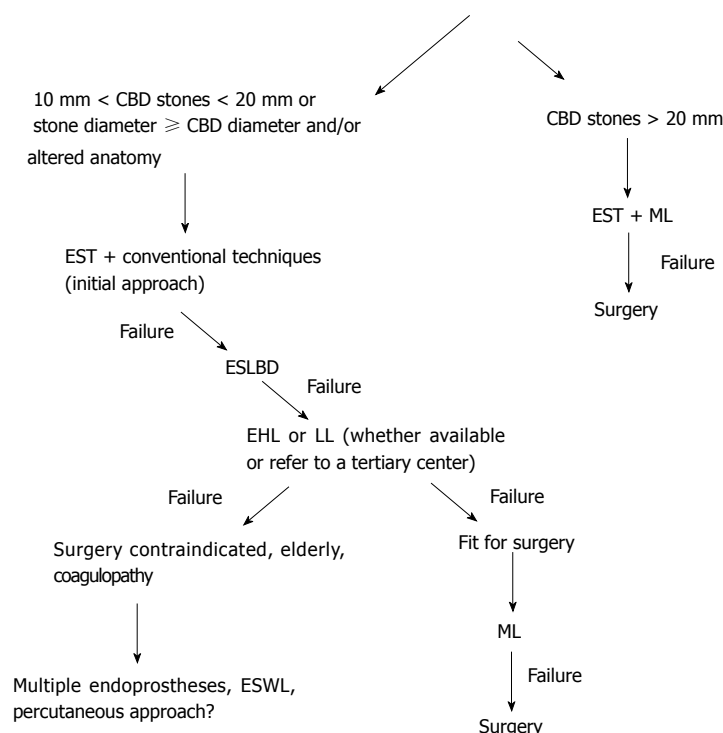 10 mm < CBD stones < 20 mm or
stone diameter ⩾ CBD diameter and/or
altered anatomy
CBD stones > 20 mm
EST + ML
Failure
Surgery
EST + conventional techniques
(initial approach)
Failure
ESLBD
Failure
EHL or LL (whether available
or refer to a tertiary center)
Failure
Failure
Surgery contraindicated, elderly,
coagulopathy
Fit for surgery
ML
Failure
Multiple endoprostheses, ESWL,
percutaneous approach?
Surgery